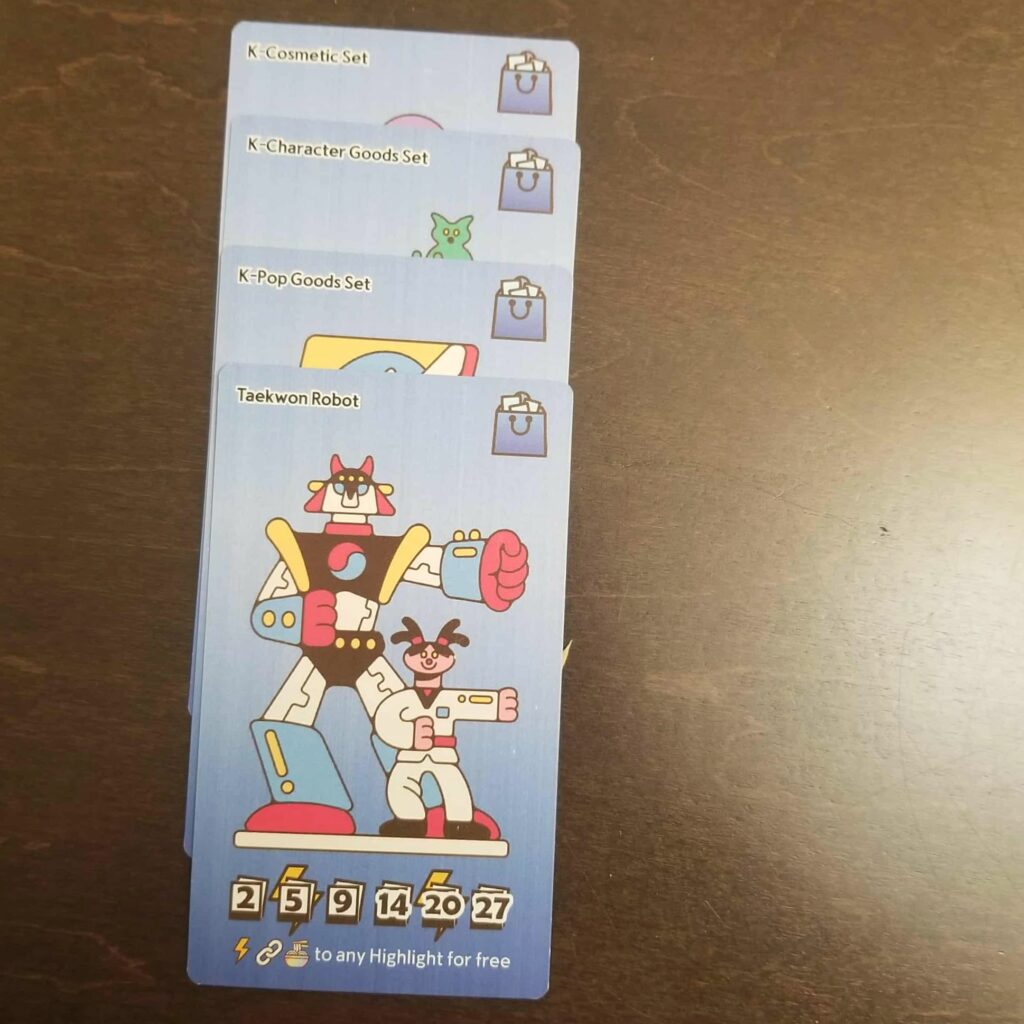 K-Cosmetic Set
K-Character Goods Set
K-Pop Goods Set
Taekwon Robot
2 5 9 14 20 27
to any Highlight for free